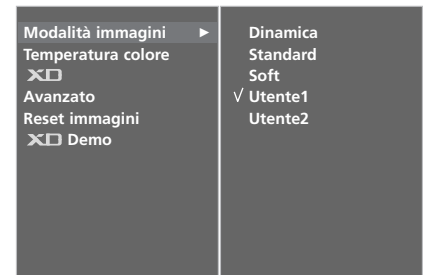 Modalità immagini ►
Temperatura colore
XD
Avanzato
Reset immagini
XD Demo
Dinamica
Standard
Soft
√ Utente1
Utente2